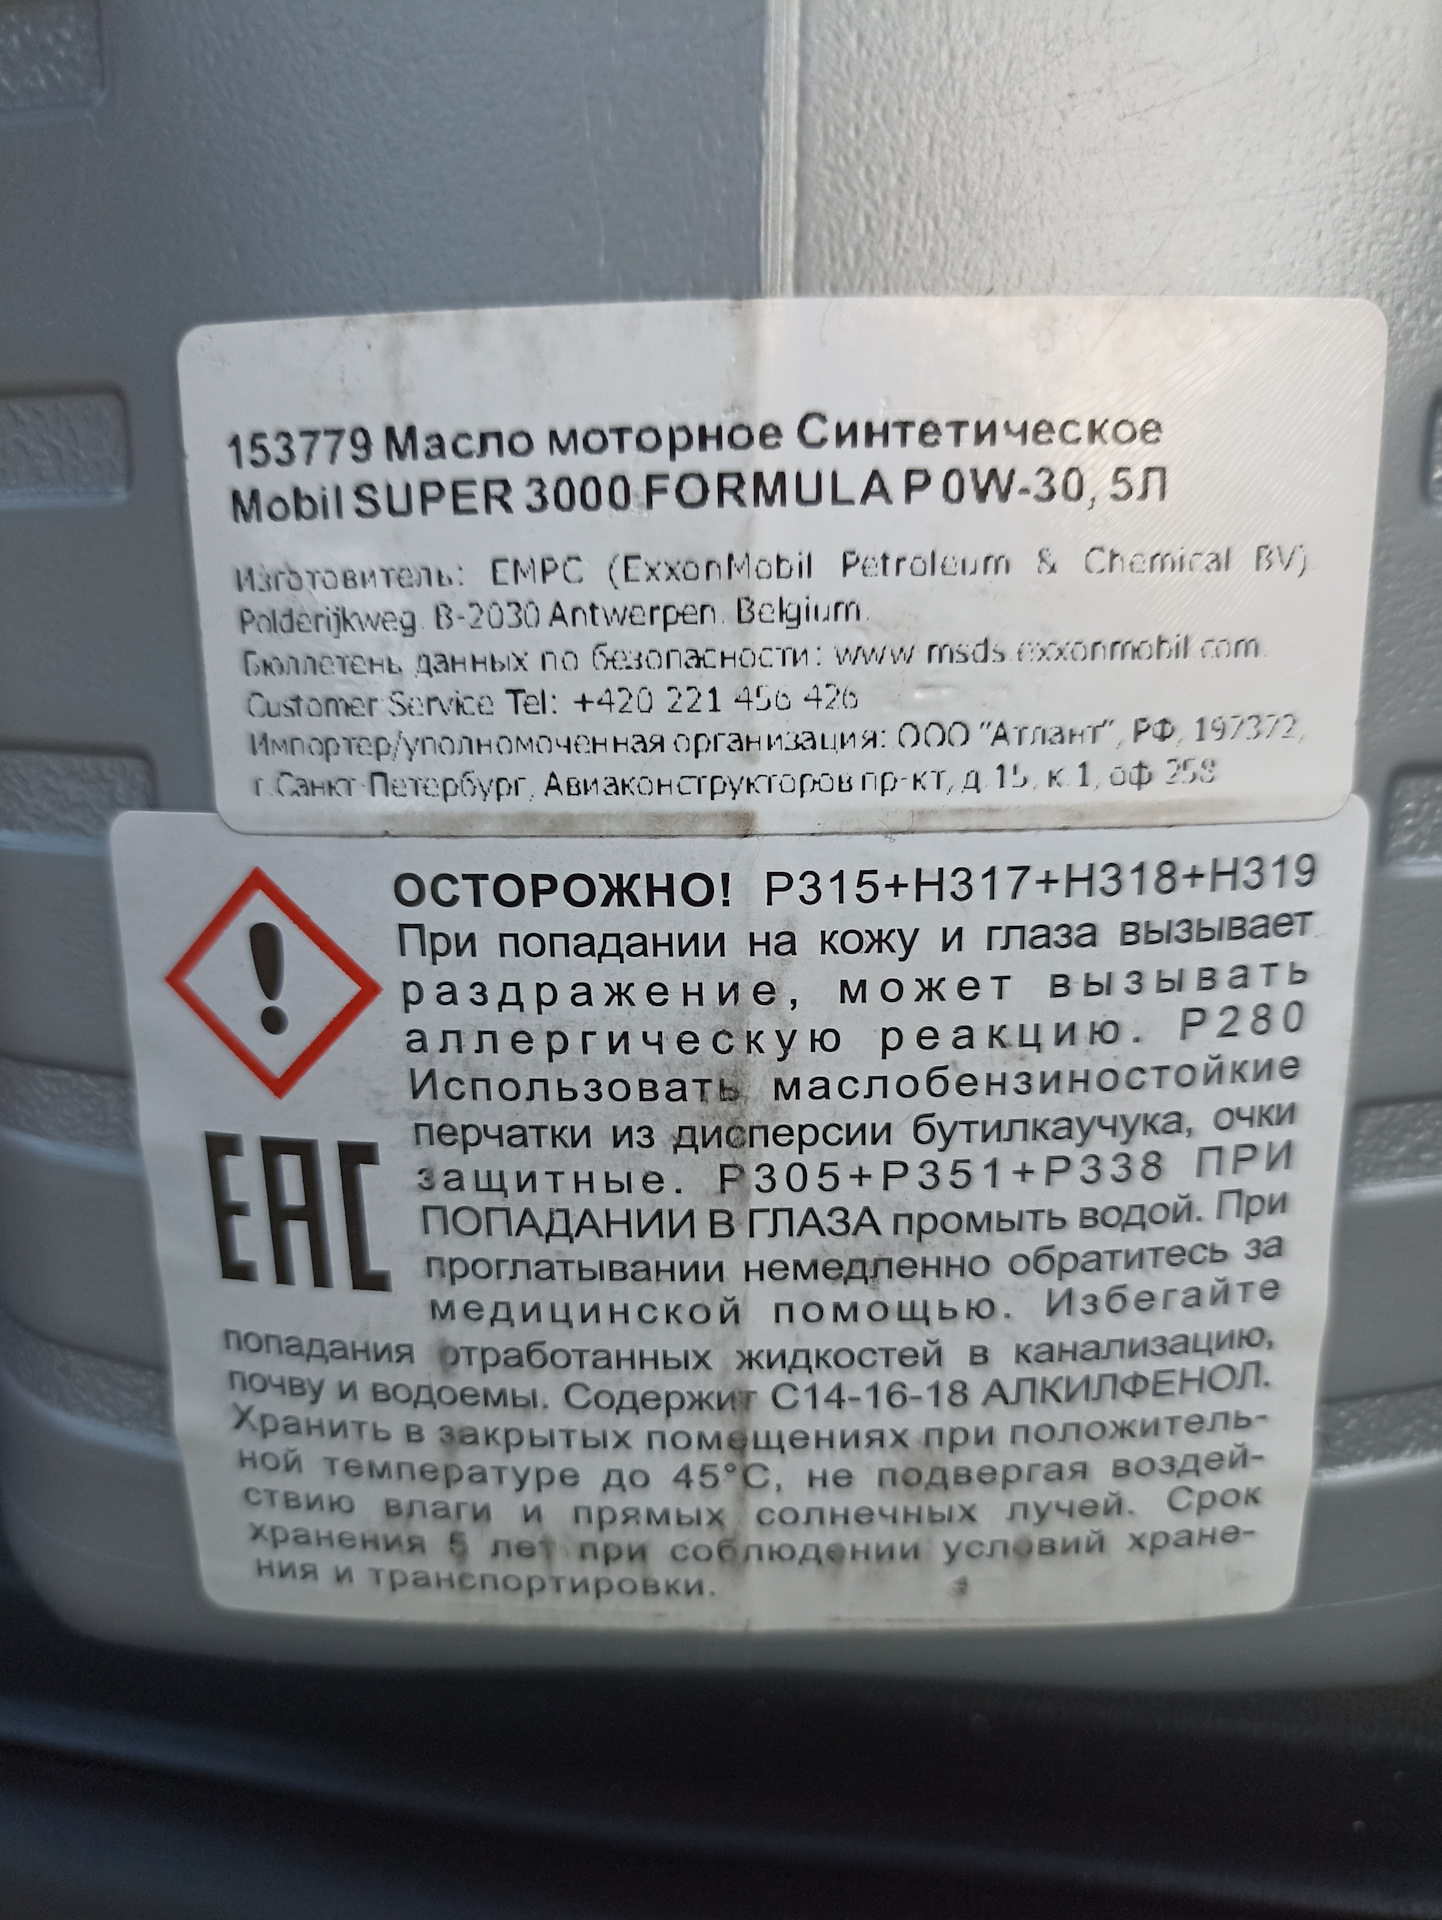 153779 Масло моторное Синтетическое
Mobil SUPER 3000 FORMULA P 0W-30, 5Л
Изготовитель: EMPC (ExxonMobil Petroleum & Chemical BV)
Polderijkweg. B-2030 Antwerpen. Belgium.
Бюллетень данных по безопасности: www.msds.exxonmobil.com.
Customer Service Tel: +420 221 456 426
Импортер/уполномоченная организация: ООО "Атлант", РФ, 197372,
г.Санкт-Петербург, Авиаконструкторов пр-кт, д.15, к.1, оф 258
ОСТОРОЖНО! P315+H317+H318+H319
При попадании на кожу и глаза вызывает
раздражение, может вызывать
аллергическую реакцию. P280
Использовать маслобензиностойкие
перчатки из дисперсии бутилкаучука, очки
защитные. P305+P351+P338 ПРИ
ПОПАДАНИИ В ГЛАЗА промыть водой. При
проглатывании немедленно обратитесь за
медицинской помощью. Избегайте
EAC
попадания отработанных жидкостей в канализацию,
почву и водоемы. Содержит С14-16-18 АЛКИЛФЕНОЛ.
Хранить в закрытых помещениях при положитель-
ной температуре до 45°С, не подвергая воздей-
ствию влаги и прямых солнечных лучей. Срок
хранения 5 лет при соблюдении условий хране-
ния и транспортировки.